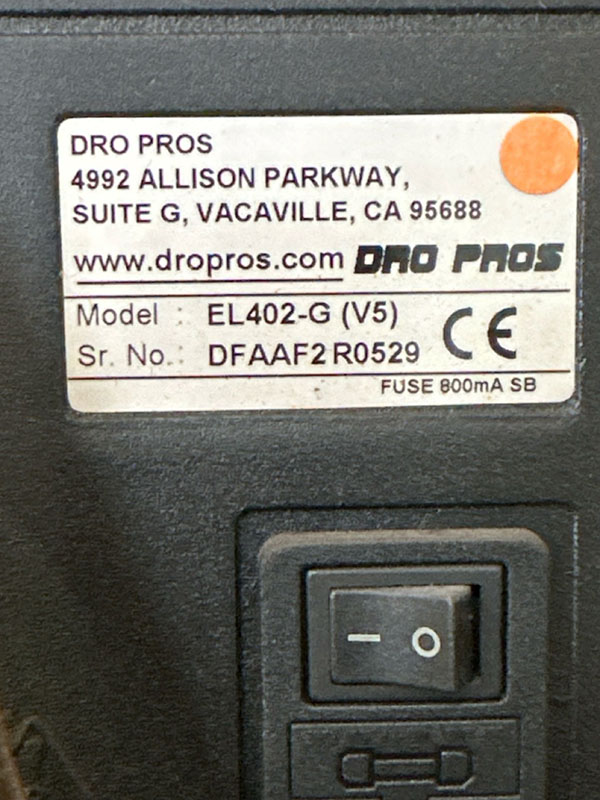 DRO PROS
4992 ALLISON PARKWAY,
SUITE G, VACAVILLE, CA 95688
www.dropros.com DRO PROS
Model : EL402-G (V5)
Sr. No. : DFAAF2 R0529 CE
FUSE 800mA SB
I O